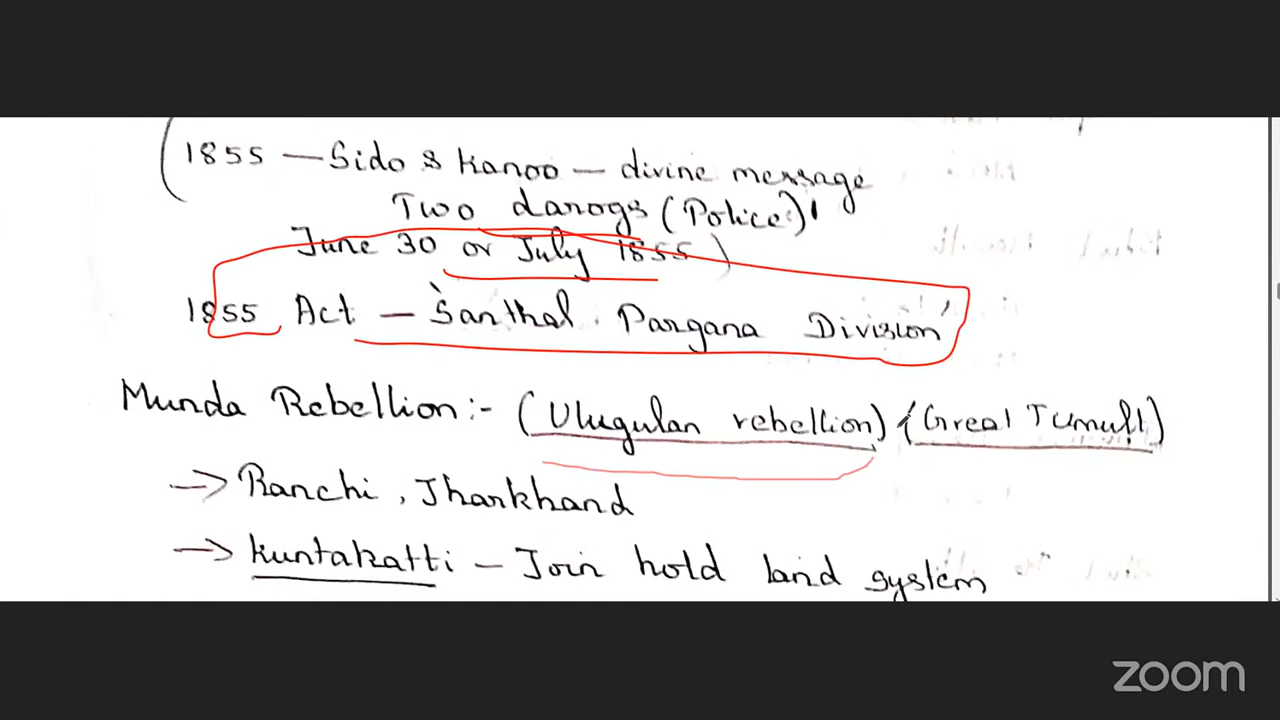 (1855 – Sido & Kanoo – divine message
Two darogs (Police)'
June 30 or July 1855)
1855 Act – 'Santhal Pargana Division'
Munda Rebellion:- (Ulugulan rebellion) (Great Tumult)
→ Ranchi, Jharkhand
→ Kuntakatti – Join hold land system
zoom